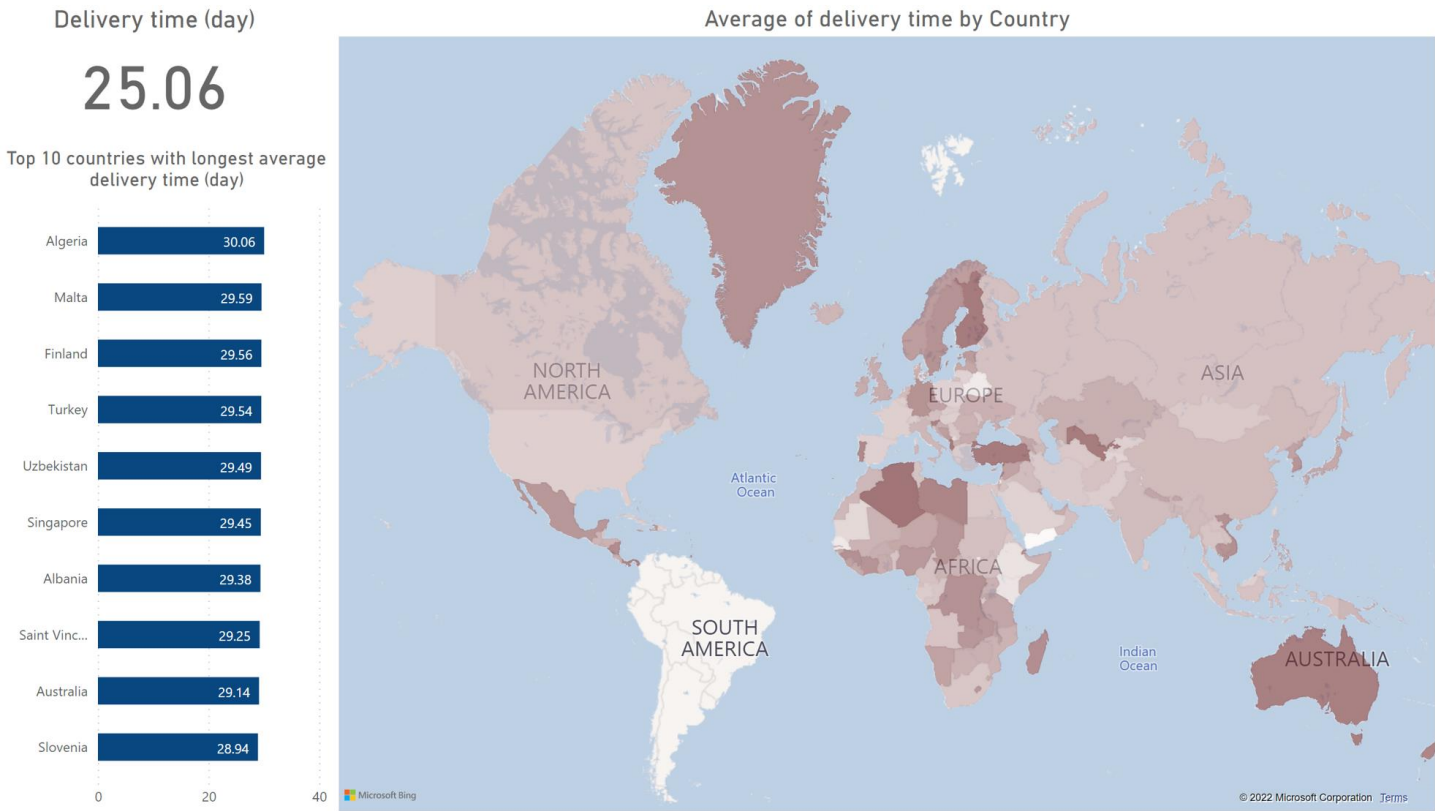 Delivery time (day)
25.06
Top 10 countries with longest average
delivery time (day)
Algeria 30.06
Malta 29.59
Finland 29.56
Turkey 29.54
Uzbekistan 29.49
Singapore 29.45
Albania 29.38
Saint Vinc... 29.25
Australia 29.14
Slovenia 28.94
0 20 40
Average of delivery time by Country
NORTH
AMERICA
EUROPE
ASIA
Atlantic
Ocean
AFRICA
SOUTH
AMERICA
Indian
Ocean
AUSTRALIA
Microsoft Bing
© 2022 Microsoft Corporation Terms